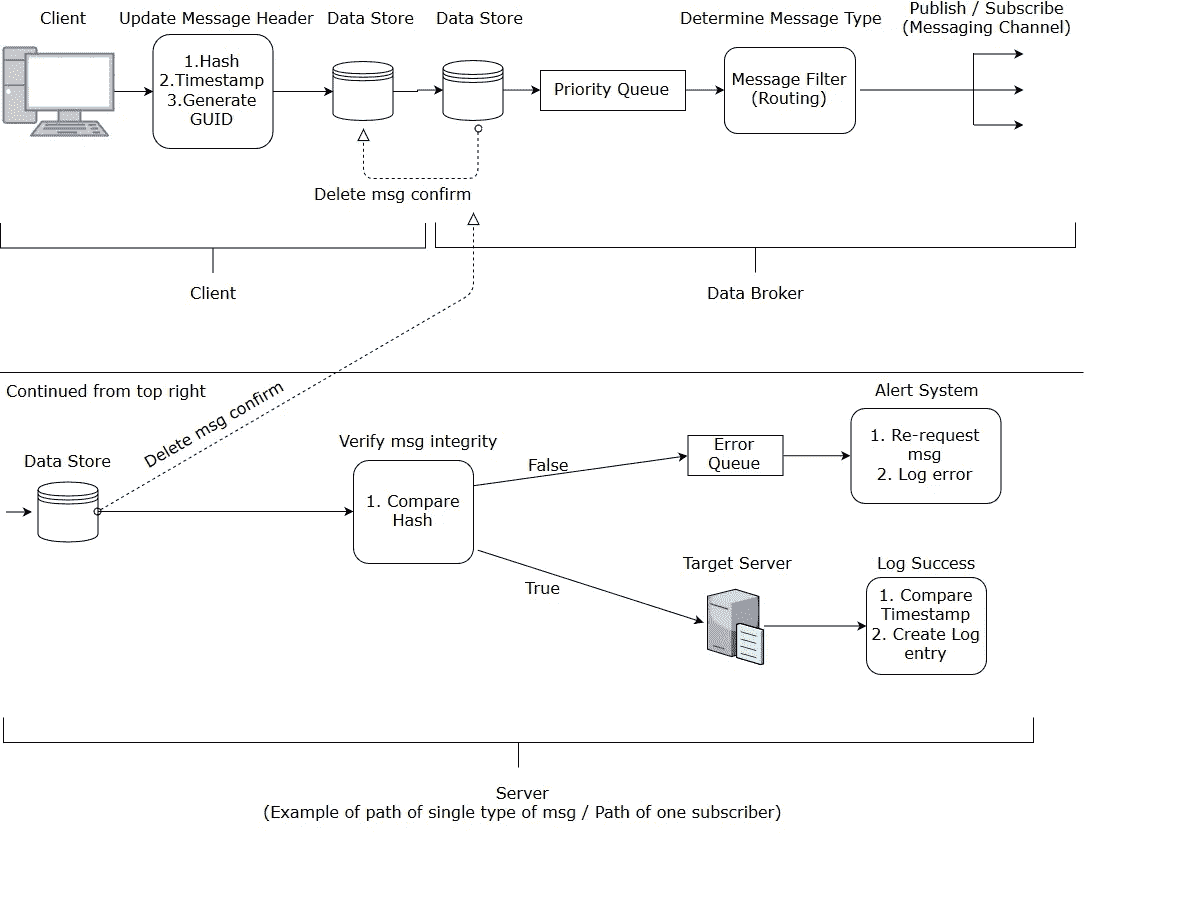 Client
Update Message Header
Data Store
Data Store
Determine Message Type
Publish / Subscribe
(Messaging Channel)
1.Hash
2.Timestamp
3.Generate
GUID
Priority Queue
Message Filter
(Routing)
Delete msg confirm
Client
Data Broker
Continued from top right
Data Store
Delete msg confirm
Verify msg integrity
1. Compare
Hash
False
True
Error
Queue
Alert System
1. Re-request
msg
2. Log error
Target Server
Log Success
1. Compare
Timestamp
2. Create Log
entry
Server
(Example of path of single type of msg / Path of one subscriber)